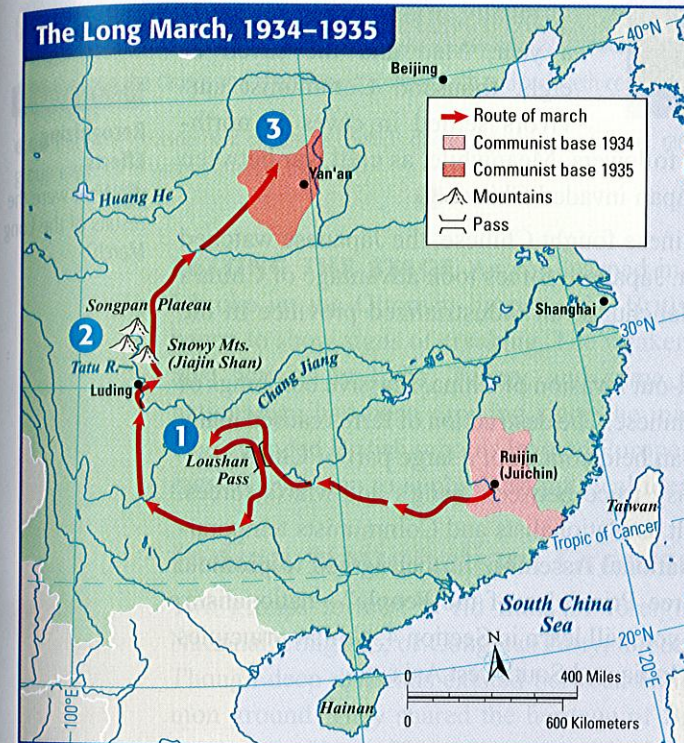 The Long March, 1934–1935
40°N
Beijing
Route of march
Communist base 1934
Communist base 1935
Mountains
Pass
3
Yan'an
Huang He
Songpan Plateau
2
Snowy Mts.
(Jiajin Shan)
Tatu R.
Luding
Shanghai
30°N
Chang Jiang
1
Loushan
Pass
Ruijin
(Juichin)
Taiwan
Tropic of Cancer
South China
Sea
N
20°N
120°E
100°E
Hainan
0
400 Miles
0
600 Kilometers